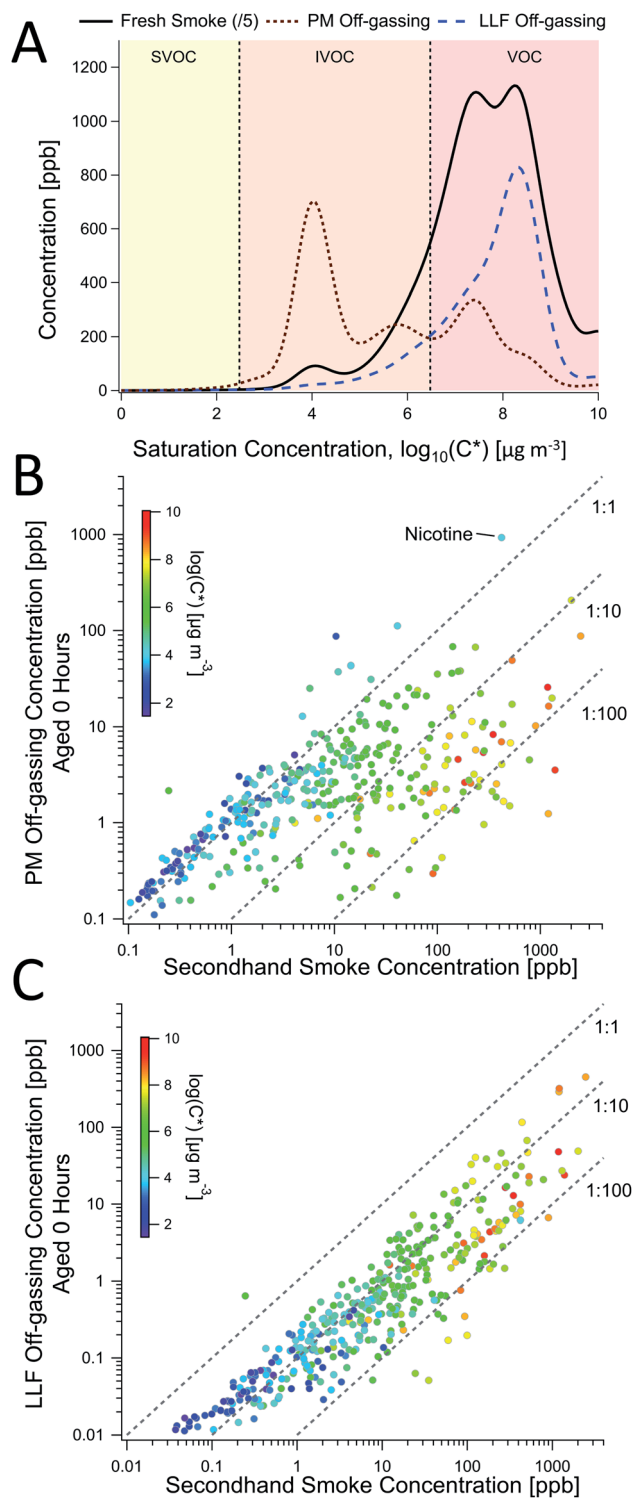 Fresh Smoke (/5) PM Off-gassing LLF Off-gassing
A
SVOC IVOC VOC
1200
1000
800
600
400
200
0
Concentration [ppb]
0 2 4 6 8 10
Saturation Concentration, log10(C*) [µg m-3]
B
1000
100
10
1
0.1
PM Off-gassing Concentration [ppb]
Aged 0 Hours
10
8
6
4
2
log(C*) [µg m-3]
Nicotine
1:1
1:10
1:100
0.1 1 10 100 1000
Secondhand Smoke Concentration [ppb]
C
1000
100
10
1
0.1
0.01
LLF Off-gassing Concentration [ppb]
Aged 0 Hours
10
8
6
4
2
log(C*) [µg m-3]
1:1
1:10
1:100
0.01 0.1 1 10 100 1000
Secondhand Smoke Concentration [ppb]